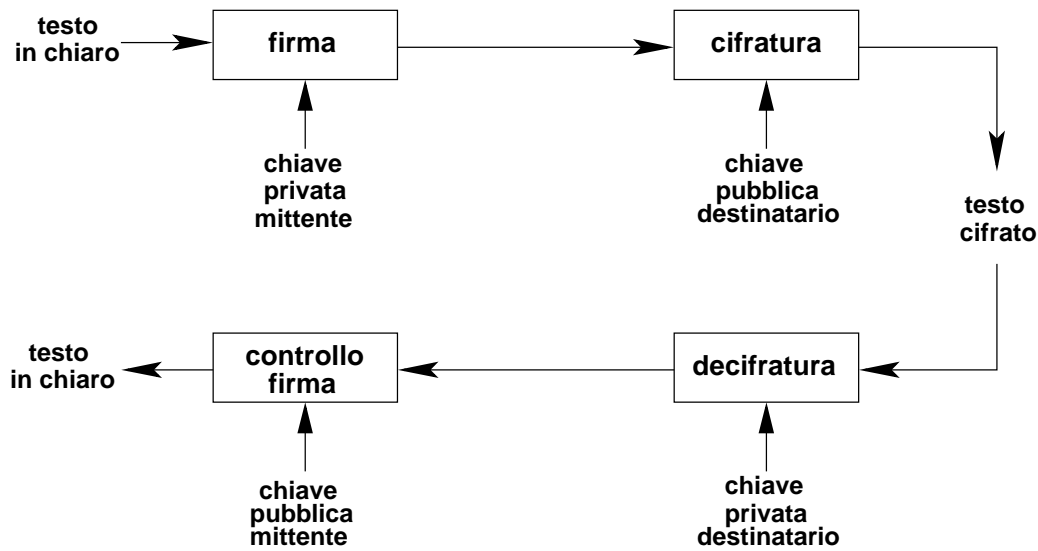 testo
in chiaro
firma
cifratura
chiave
privata
mittente
chiave
pubblica
destinatario
testo
cifrato
testo
in chiaro
controllo
firma
decifratura
chiave
pubblica
mittente
chiave
privata
destinatario